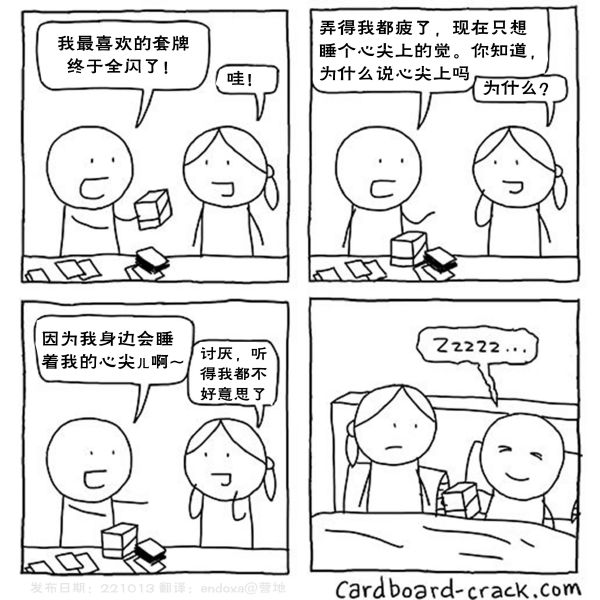 我最喜欢的套牌
终于全闪了！
哇！
弄得我都疲了，现在只想
睡个心尖上的觉。你知道，
为什么说心尖上吗
为什么？
因为我身边会睡
着我的心尖儿啊～
讨厌，听
得我都不
好意思了
Zzzzz...
发布日期：221013 翻译：endoxa@营地
cardboard-crack.com